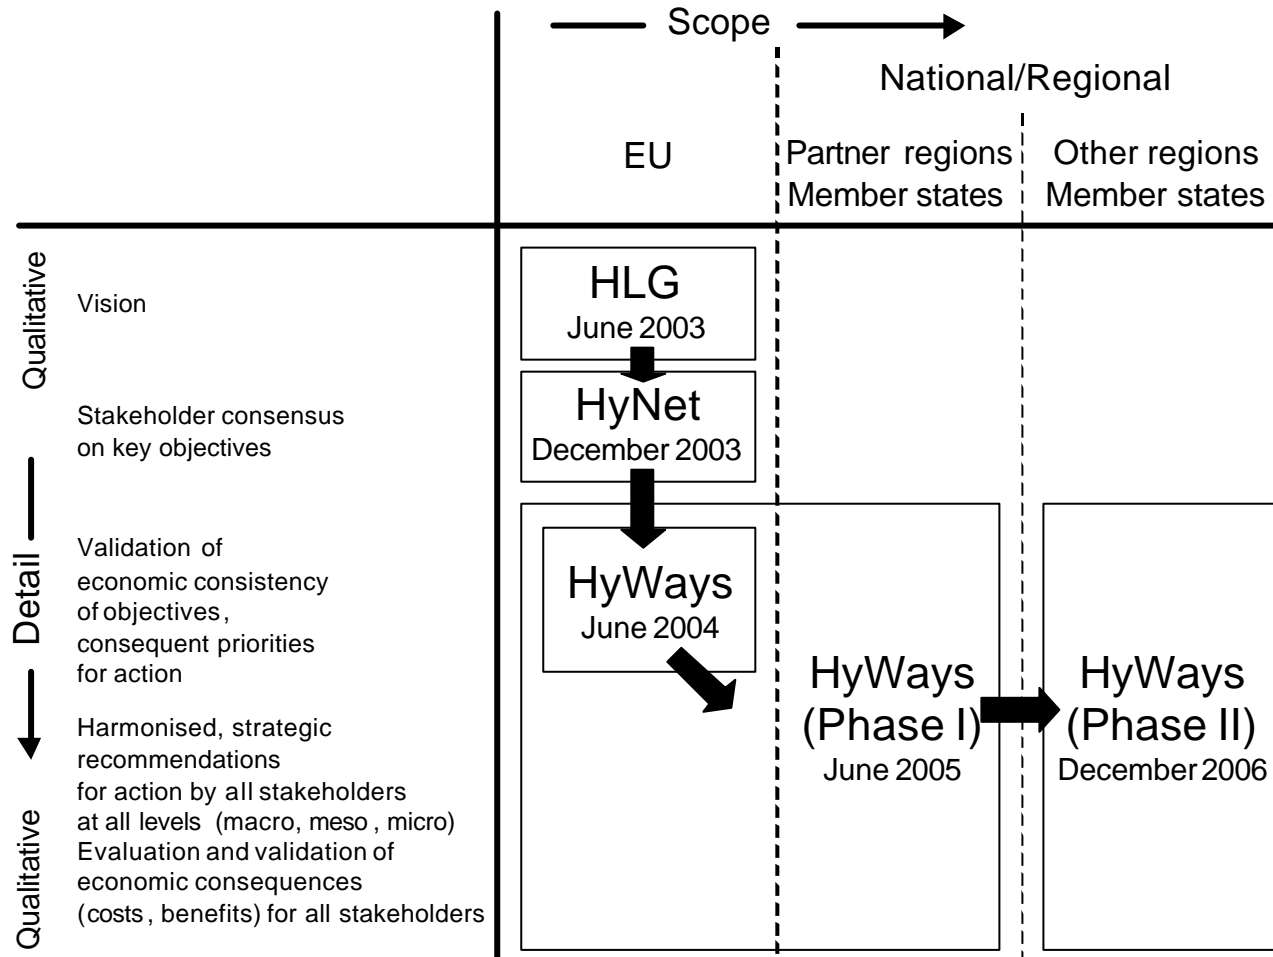 Scope
National/Regional
EU
Partner regions
Member states
Other regions
Member states
Qualitative
Detail
Qualitative
Vision
Stakeholder consensus
on key objectives
Validation of
economic consistency
of objectives,
consequent priorities
for action
Harmonised, strategic
recommendations
for action by all stakeholders
at all levels (macro, meso, micro)
Evaluation and validation of
economic consequences
(costs, benefits) for all stakeholders
HLG
June 2003
HyNet
December 2003
HyWays
June 2004
HyWays
(Phase I)
June 2005
HyWays
(Phase II)
December 2006